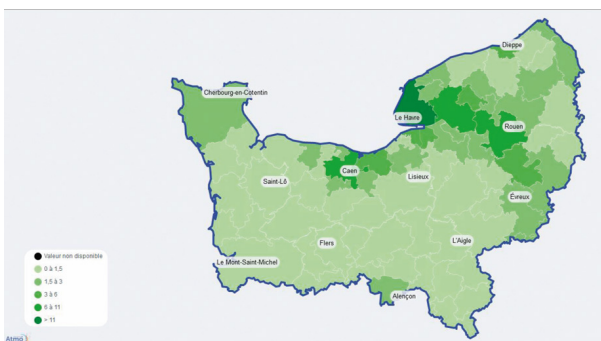 Dieppe
Cherbourg-en-Cotentin
Le Havre
Rouen
Caen
Saint-Lô
Lisieux
Évreux
Flers
L'Aigle
Le Mont-Saint-Michel
Alençon
Valeur non disponible
0 à 1,5
1,5 à 3
3 à 6
6 à 11
> 11
Atmo